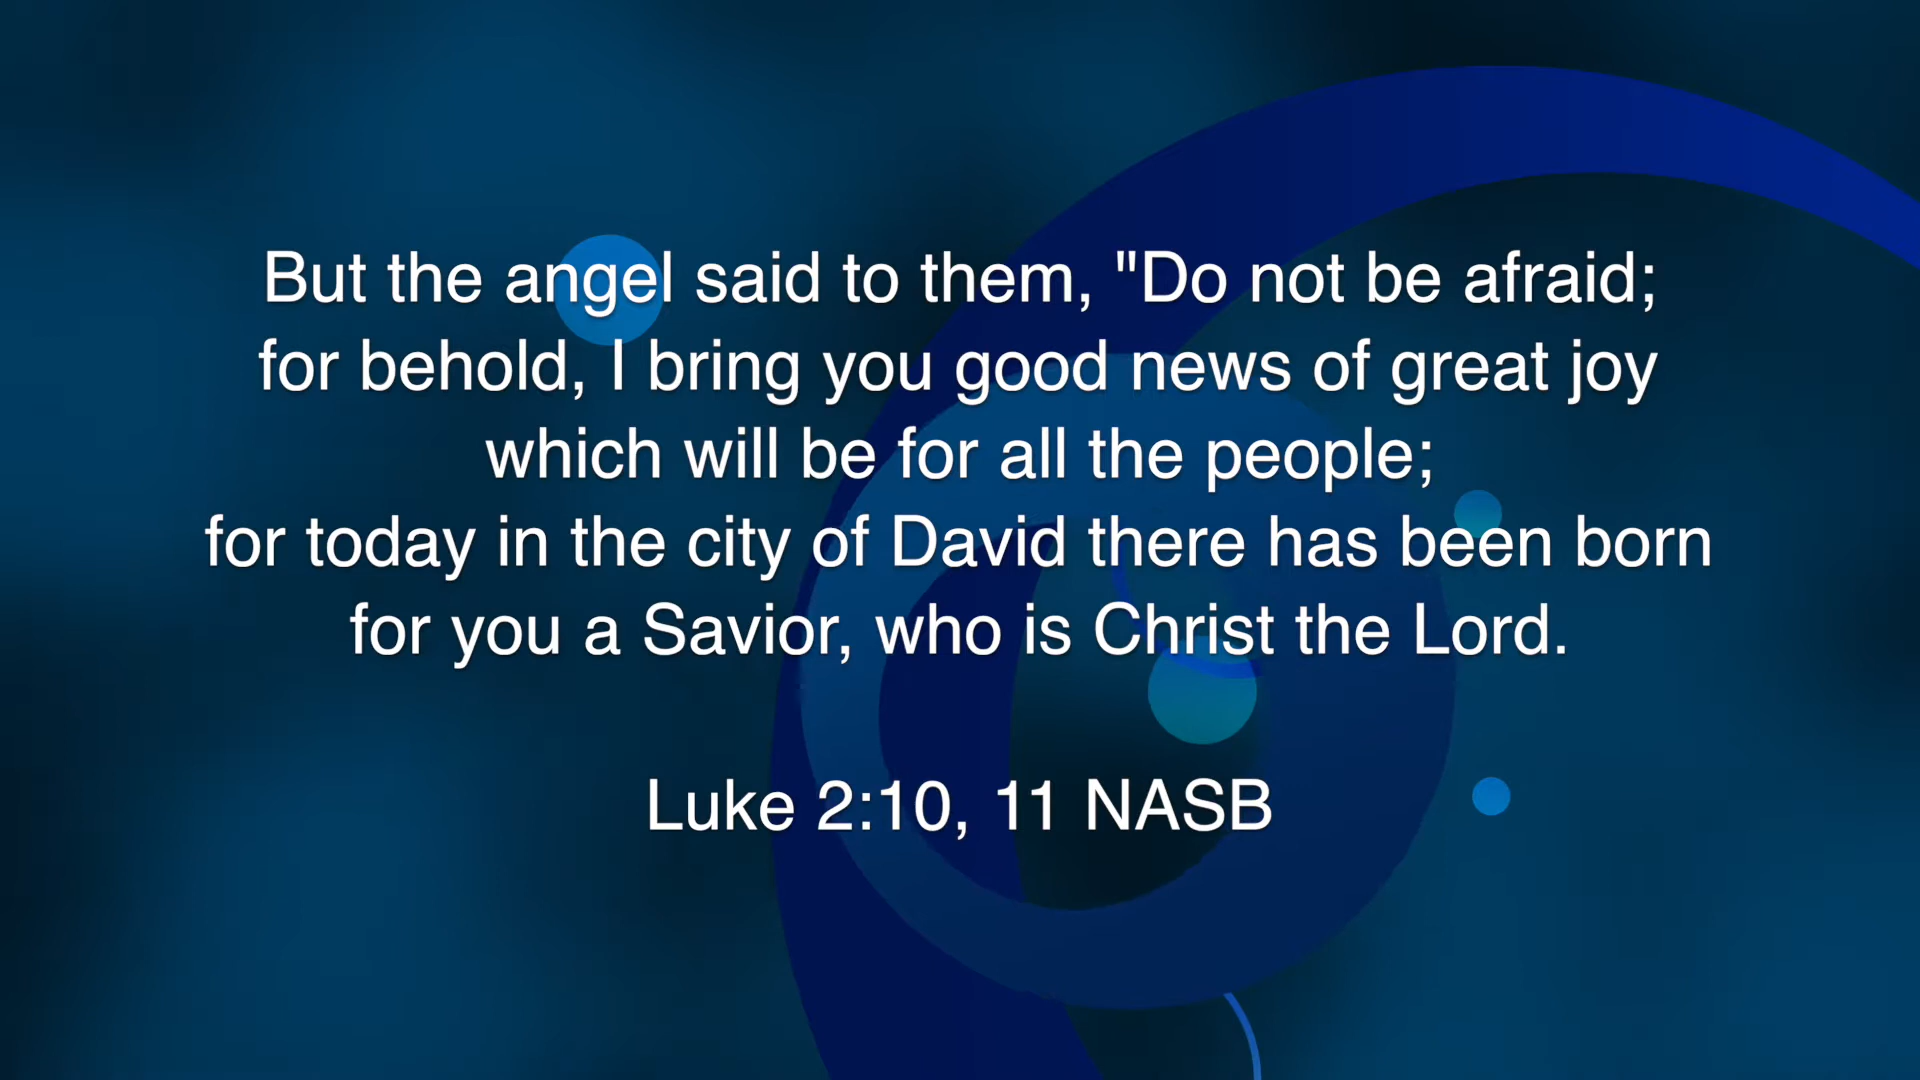 But the angel said to them, "Do not be afraid;
for behold, I bring you good news of great joy
which will be for all the people;
for today in the city of David there has been born
for you a Savior, who is Christ the Lord.
Luke 2:10, 11 NASB